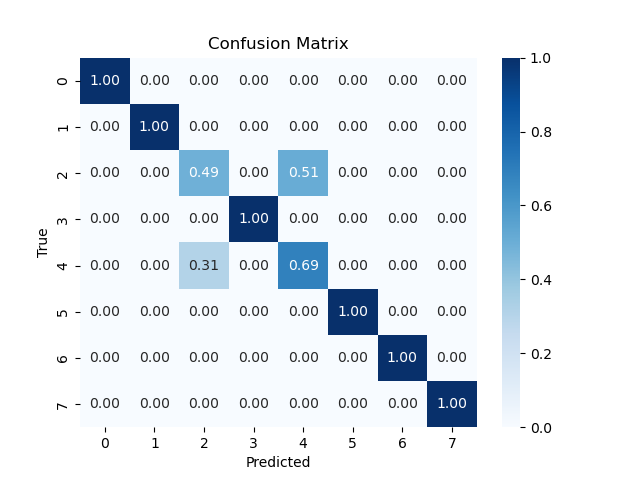 Confusion Matrix
True
0 1.00 0.00 0.00 0.00 0.00 0.00 0.00 0.00
1 0.00 1.00 0.00 0.00 0.00 0.00 0.00 0.00
2 0.00 0.00 0.49 0.00 0.51 0.00 0.00 0.00
3 0.00 0.00 0.00 1.00 0.00 0.00 0.00 0.00
4 0.00 0.00 0.31 0.00 0.69 0.00 0.00 0.00
5 0.00 0.00 0.00 0.00 0.00 1.00 0.00 0.00
6 0.00 0.00 0.00 0.00 0.00 0.00 1.00 0.00
7 0.00 0.00 0.00 0.00 0.00 0.00 0.00 1.00
0 1 2 3 4 5 6 7
Predicted
1.0
0.8
0.6
0.4
0.2
0.0